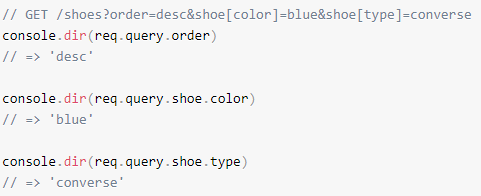 // GET /shoes?order=desc&shoe[color]=blue&shoe[type]=converse
console.dir(req.query.order)
// => 'desc'
console.dir(req.query.shoe.color)
// => 'blue'
console.dir(req.query.shoe.type)
// => 'converse'